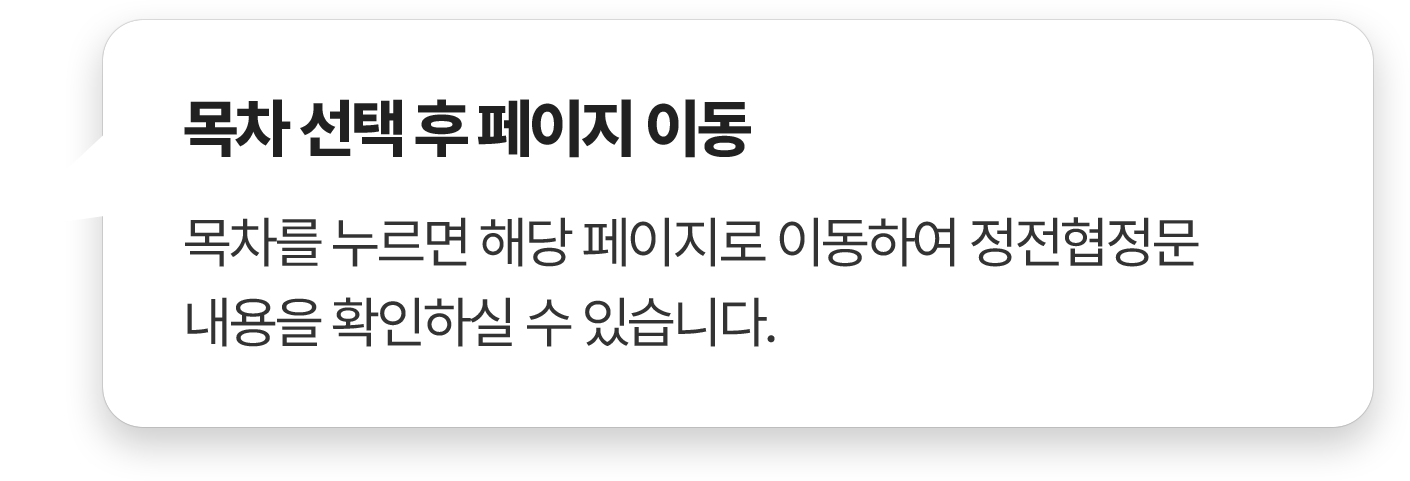 목차 선택 후 페이지 이동
목차를 누르면 해당 페이지로 이동하여 정전협정문
내용을 확인하실 수 있습니다.